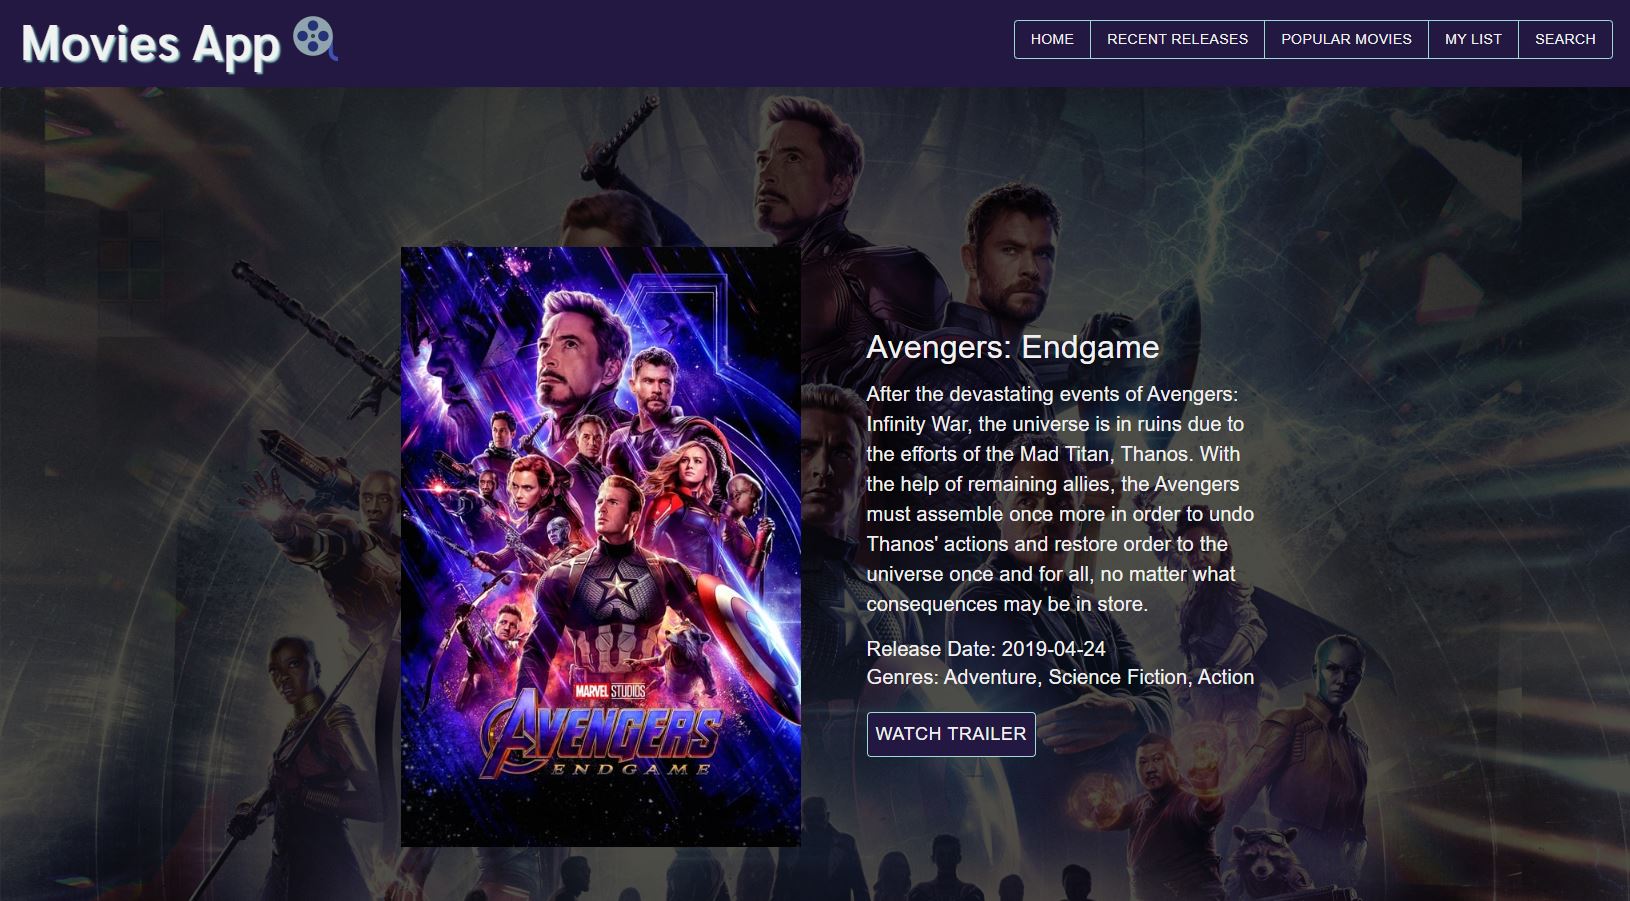 Movies App
HOME
RECENT RELEASES
POPULAR MOVIES
MY LIST
SEARCH
Avengers: Endgame
After the devastating events of Avengers:
Infinity War, the universe is in ruins due to
the efforts of the Mad Titan, Thanos. With
the help of remaining allies, the Avengers
must assemble once more in order to undo
Thanos' actions and restore order to the
universe once and for all, no matter what
consequences may be in store.
Release Date: 2019-04-24
Genres: Adventure, Science Fiction, Action
WATCH TRAILER
MARVEL STUDIOS
AVENGERS
ENDGAME